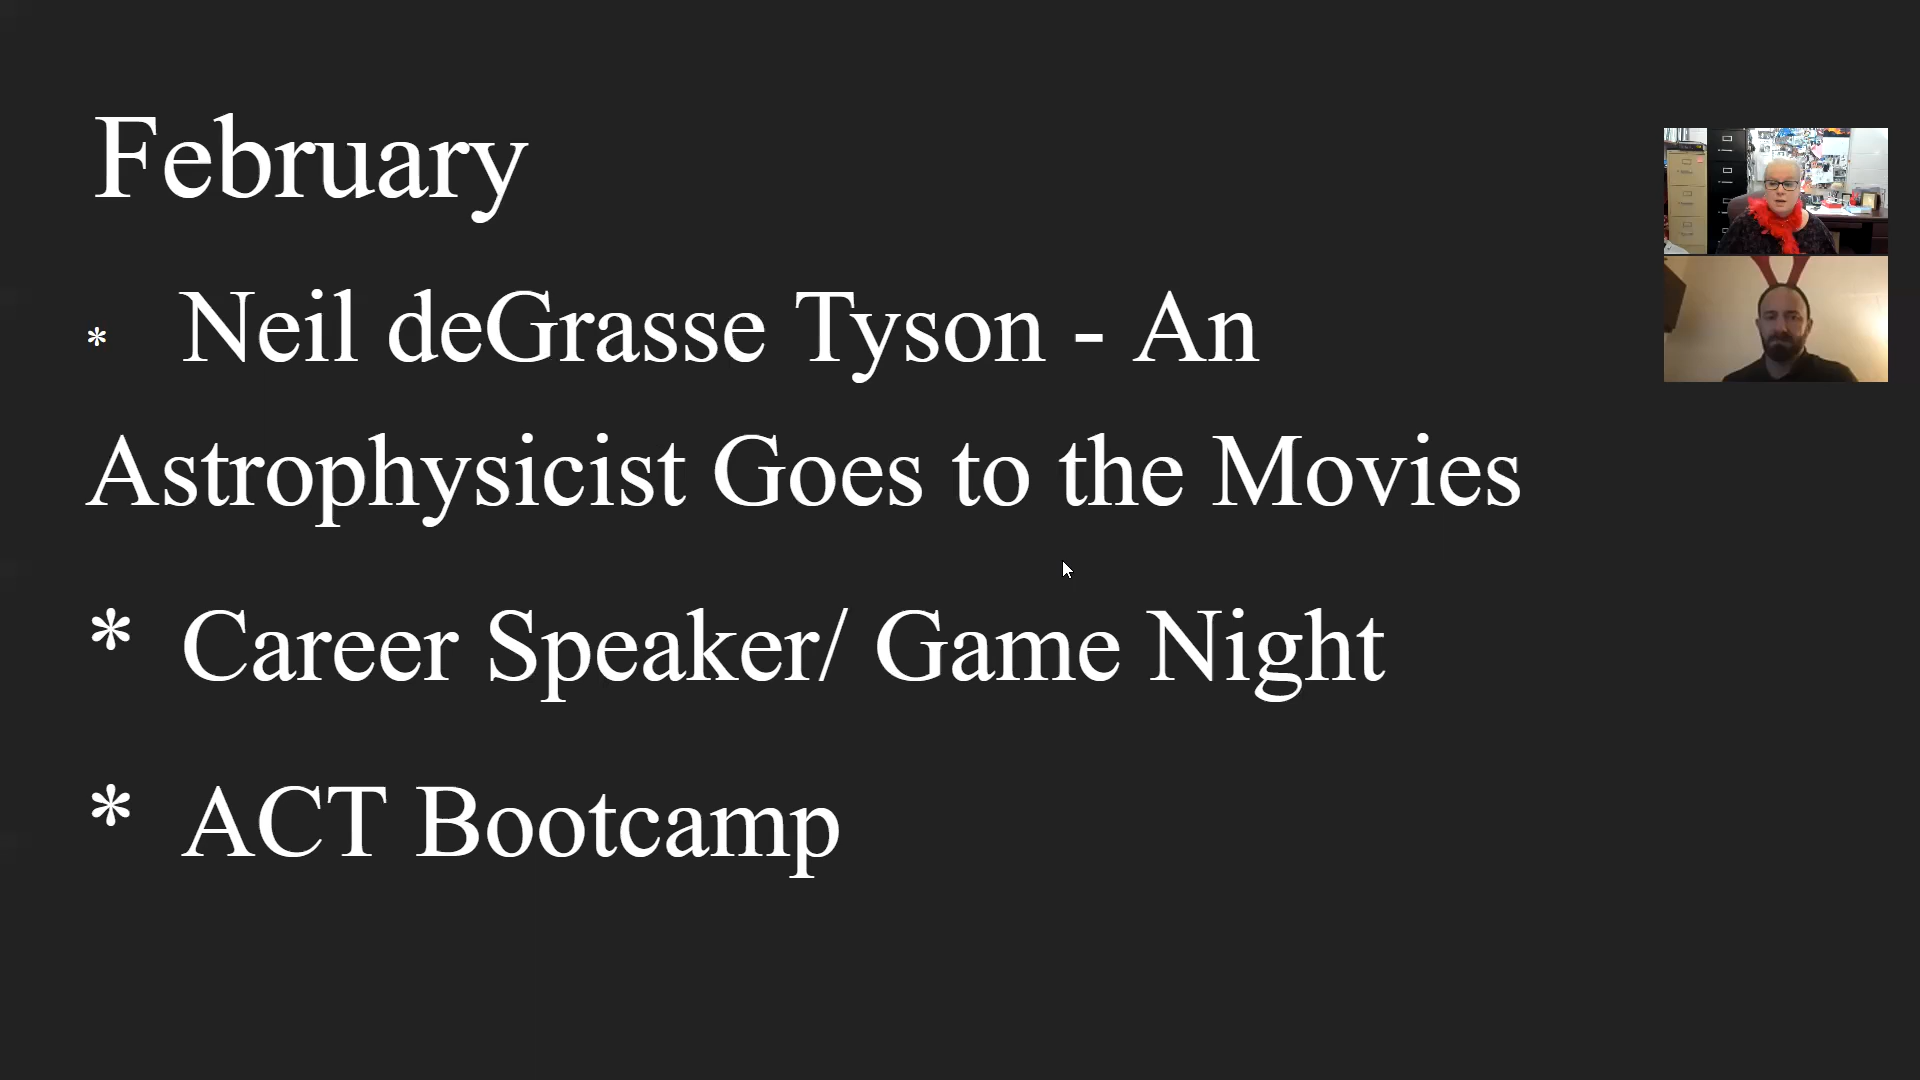 February
* Neil deGrasse Tyson - An
Astrophysicist Goes to the Movies
* Career Speaker/ Game Night
* ACT Bootcamp